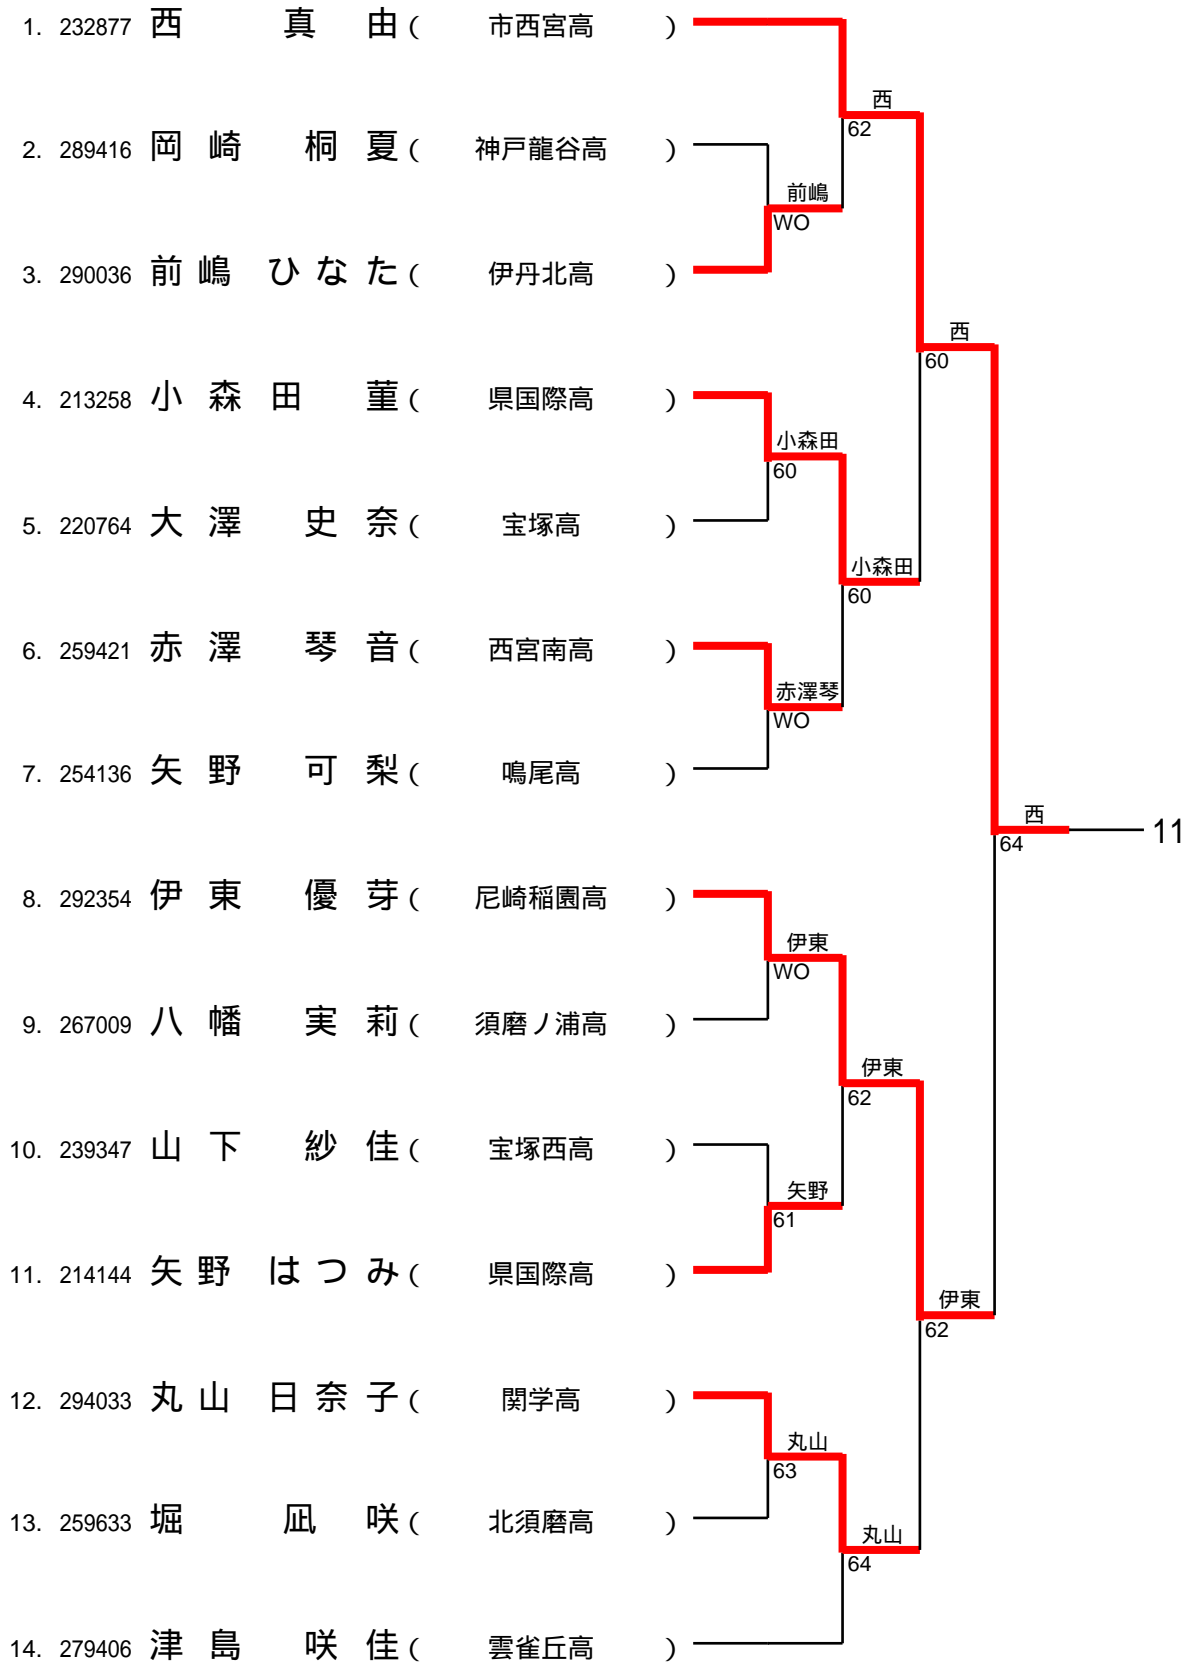 1. 232877 西 真 由 ( 市西宮高 )
西
62
2. 289416 岡 崎 桐 夏 ( 神戸龍谷高 )
前嶋
WO
3. 290036 前 嶋 ひ な た ( 伊丹北高 )
西
60
4. 213258 小 森 田 菫 ( 県国際高 )
小森田
60
5. 220764 大 澤 史 奈 ( 宝塚高 )
小森田
60
6. 259421 赤 澤 琴 音 ( 西宮南高 )
赤澤琴
WO
7. 254136 矢 野 可 梨 ( 鳴尾高 )
西
64
11
8. 292354 伊 東 優 芽 ( 尼崎稲園高 )
伊東
WO
9. 267009 八 幡 実 莉 ( 須磨ノ浦高 )
伊東
62
10. 239347 山 下 紗 佳 ( 宝塚西高 )
矢野
61
11. 214144 矢 野 は つ み ( 県国際高 )
伊東
62
12. 294033 丸 山 日 奈 子 ( 関学高 )
丸山
63
13. 259633 堀 凪 咲 ( 北須磨高 )
丸山
64
14. 279406 津 島 咲 佳 ( 雲雀丘高 )